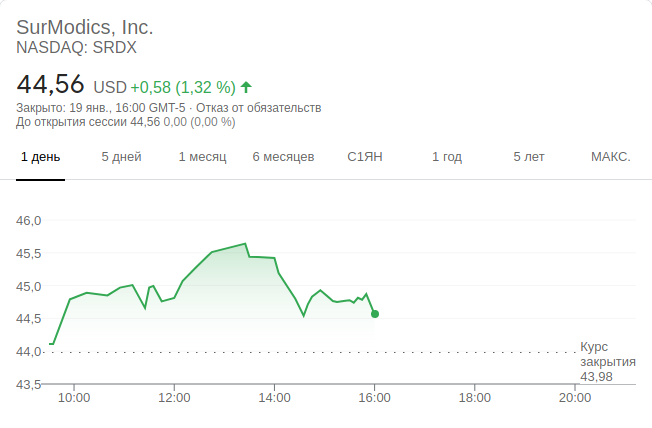 SurModics, Inc.
NASDAQ: SRDX
44,56 USD +0,58 (1,32 %)
Закрыто: 19 янв., 16:00 GMT-5 · Отказ от обязательств
До открытия сессии 44,56 0,00 (0,00 %)
1 день 5 дней 1 месяц 6 месяцев С1ЯН 1 год 5 лет МАКС.
46,0
45,5
45,0
44,5
44,0
Курс
закрытия
43,98
43,5
10:00 12:00 14:00 16:00 18:00 20:00